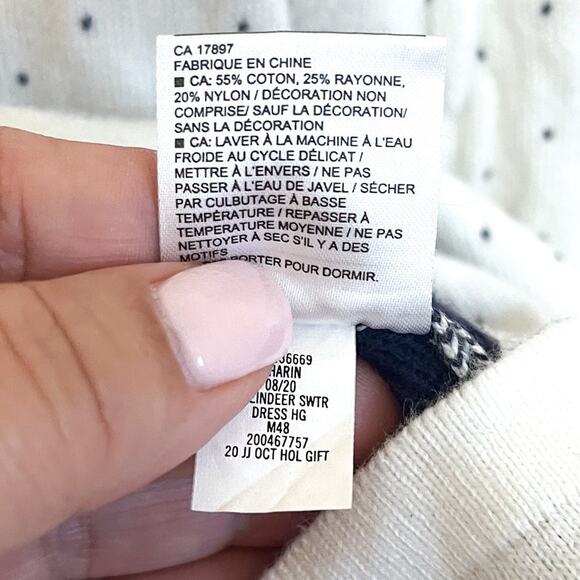 CA 17897
FABRIQUE EN CHINE
CA: 55% COTON, 25% RAYONNE,
20% NYLON / DÉCORATION NON
COMPRISE/ SAUF LA DÉCORATION/
SANS LA DÉCORATION
CA: LAVER À LA MACHINE À L'EAU
FROIDE AU CYCLE DÉLICAT /
METTRE À L'ENVERS / NE PAS
PASSER À L'EAU DE JAVEL / SÉCHER
PAR CULBUTAGE À BASSE
TEMPÉRATURE / REPASSER À
TEMPÉRATURE MOYENNE / NE PAS
NETTOYER À SEC S'IL Y A DES
MOTIFS
PORTER POUR DORMIR.
6669
HARIN
08/20
EINDEER SWTR
DRESS HG
M48
200467757
20 JJ OCT HOL GIFT